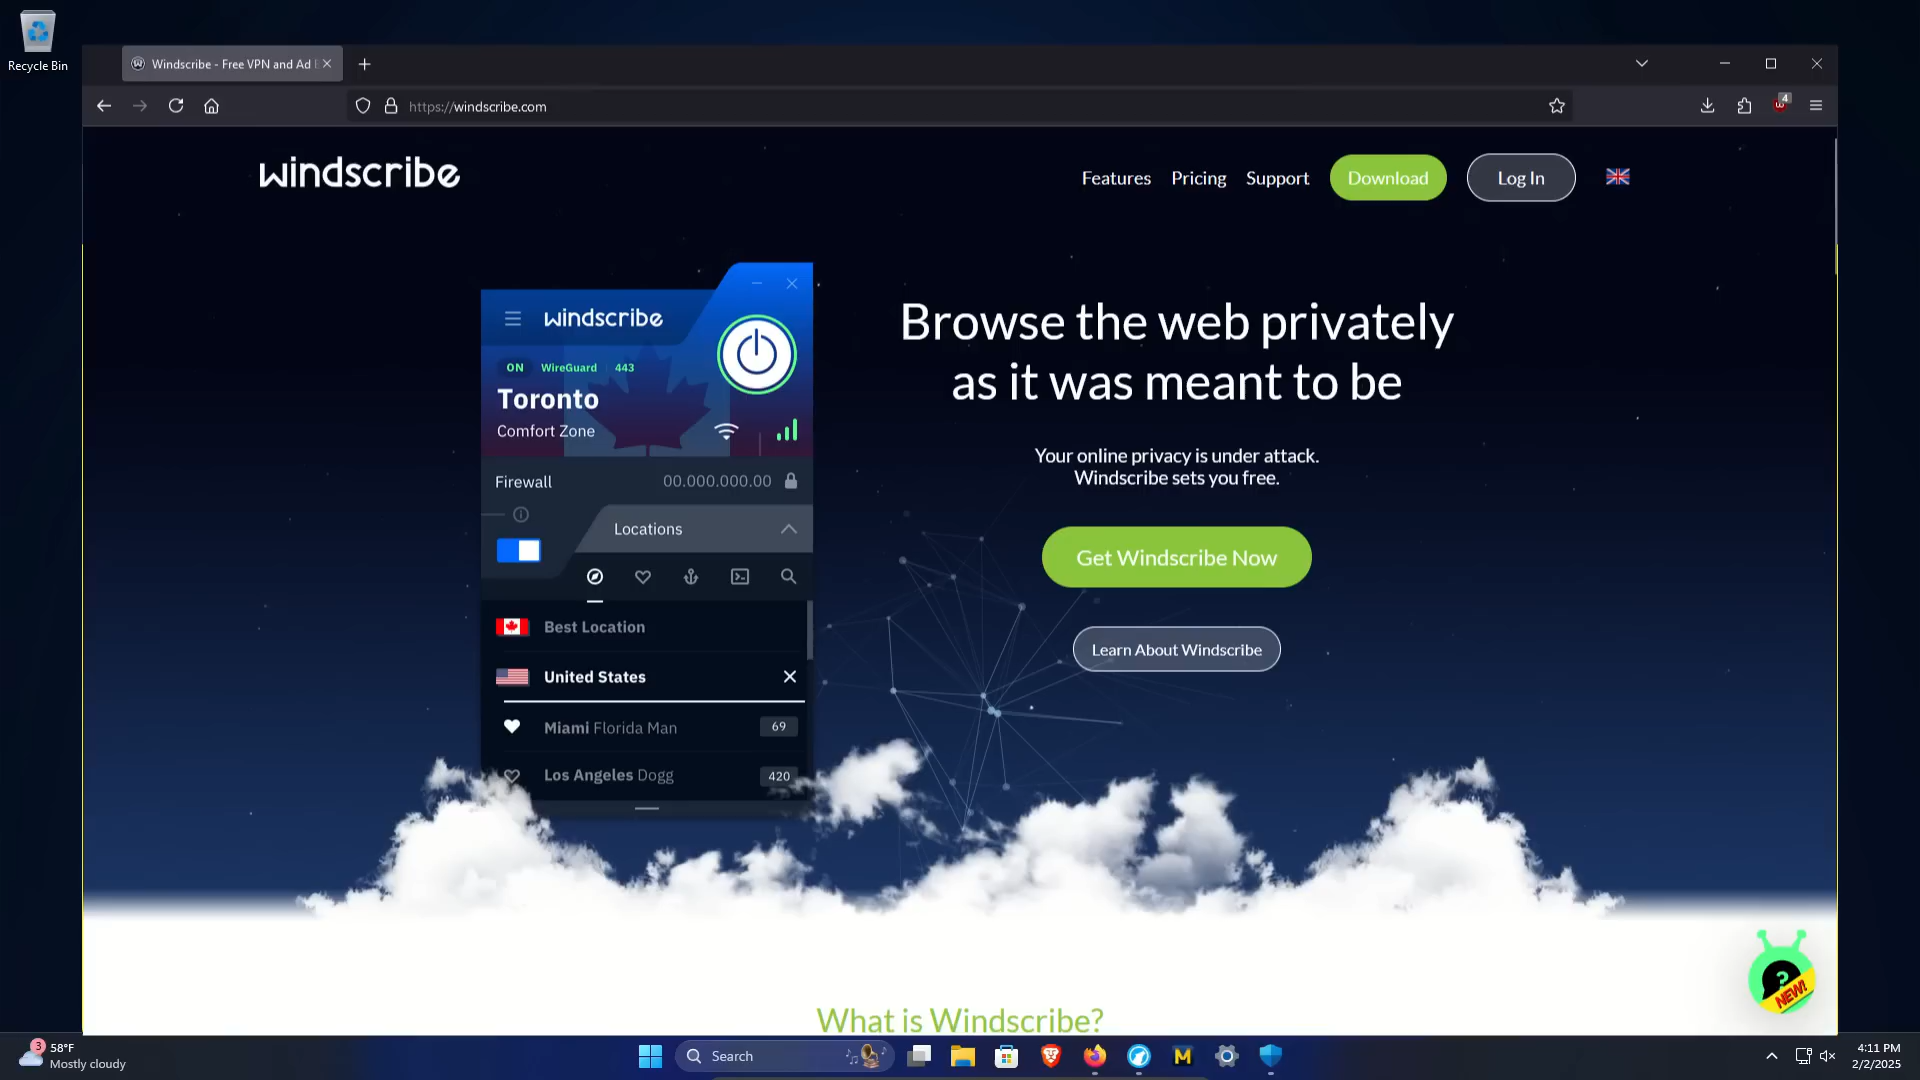 Recycle Bin
Windscribe - Free VPN and Ad
https://windscribe.com
4
windscribe
Features
Pricing
Support
Download
Log In
windscribe
ON WireGuard 443
Toronto
Comfort Zone
Firewall
00.000.000.00
Locations
Best Location
United States
Miami Florida Man
69
Los Angeles Dogg
420
Browse the web privately
as it was meant to be
Your online privacy is under attack.
Windscribe sets you free.
Get Windscribe Now
Learn About Windscribe
What is Windscribe?
?
NEW!
3
58°F
Mostly cloudy
Search
M
4:11 PM
2/2/2025